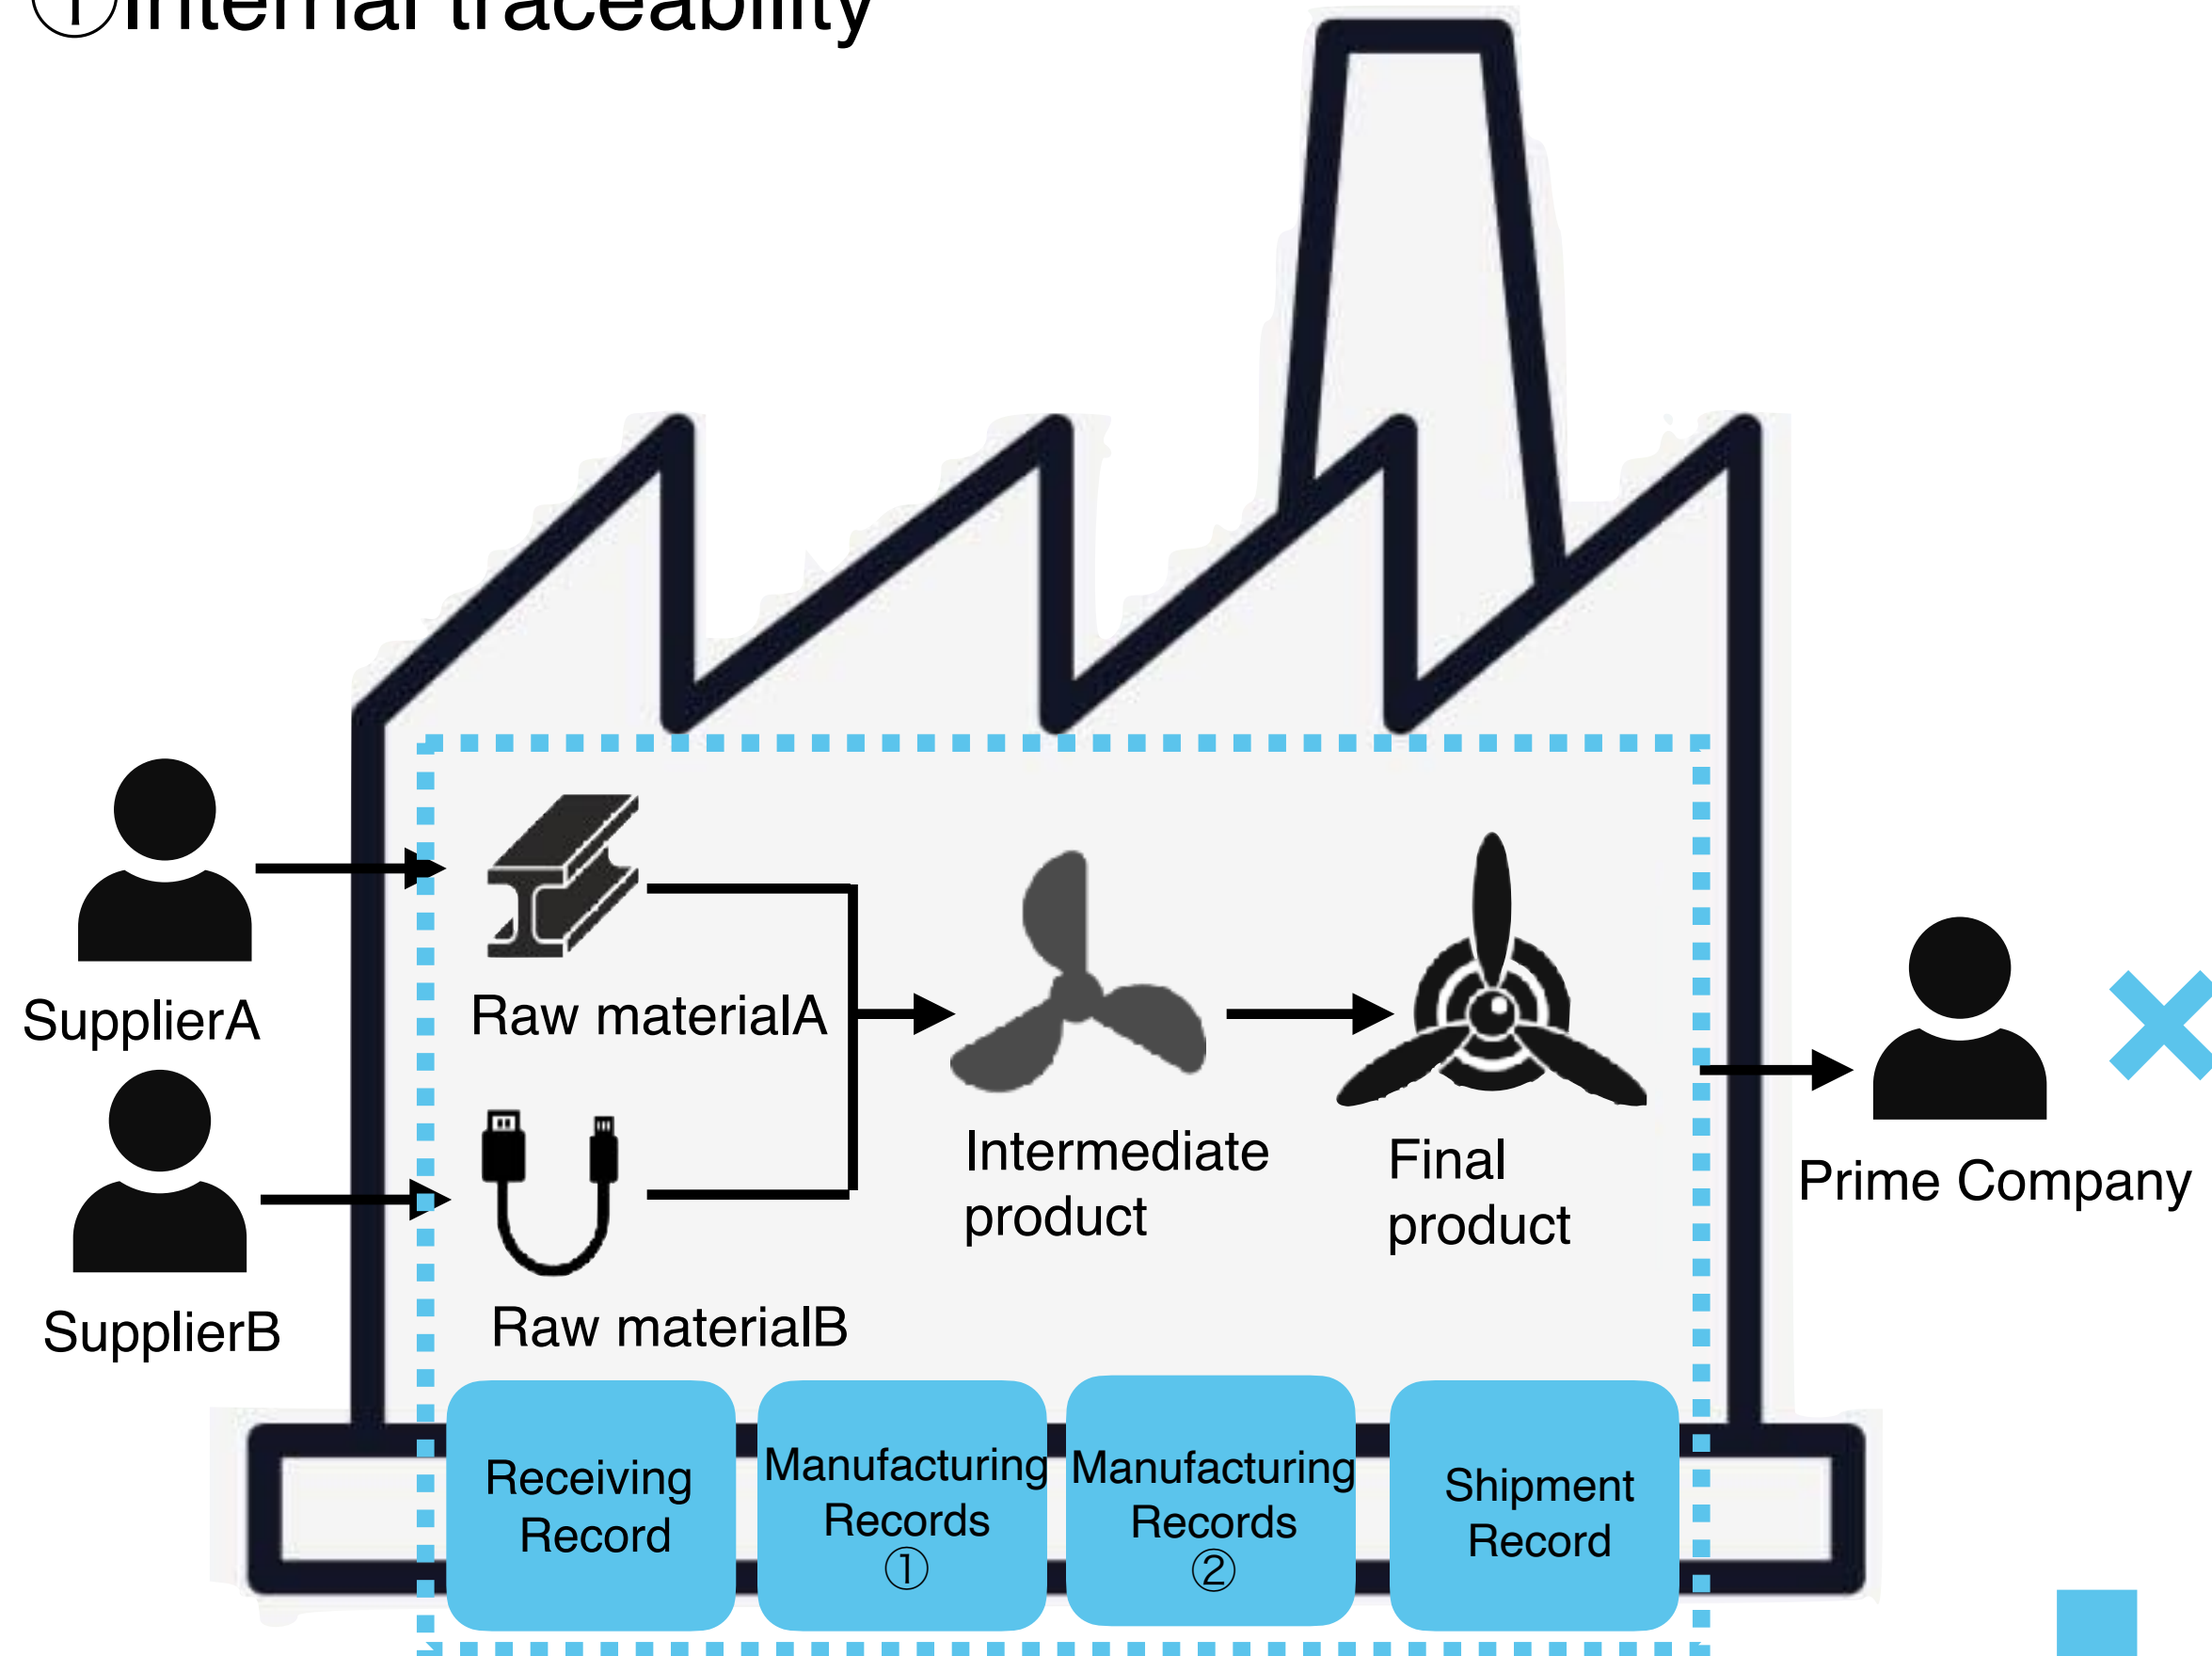 ①Internal traceability
SupplierA
Raw materialA
SupplierB
Raw materialB
Intermediate
product
Final
product
Prime Company
Receiving
Record
Manufacturing
Records
①
Manufacturing
Records
②
Shipment
Record